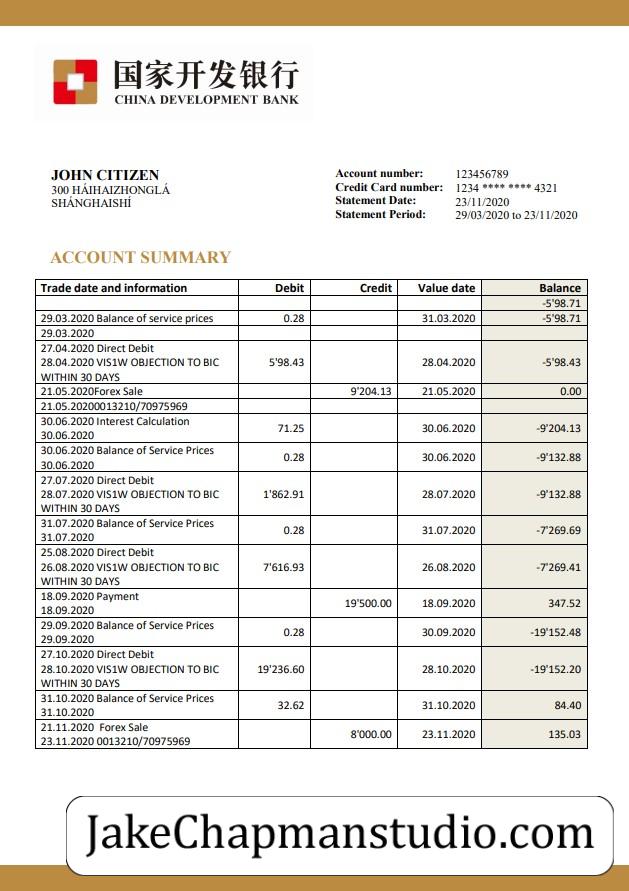 国家开发银行
CHINA DEVELOPMENT BANK
JOHN CITIZEN
300 HÁIHAIZHONGLÁ
SHÁNGHAISHÍ
Account number: 123456789
Credit Card number: 1234 **** **** 4321
Statement Date: 23/11/2020
Statement Period: 29/03/2020 to 23/11/2020
ACCOUNT SUMMARY
Trade date and information Debit Credit Value date Balance
-5'98.71
29.03.2020 Balance of service prices 0.28 31.03.2020 -5'98.71
29.03.2020
27.04.2020 Direct Debit
28.04.2020 VIS1W OBJECTION TO BIC 5'98.43 28.04.2020 -5'98.43
WITHIN 30 DAYS
21.05.2020Forex Sale 9'204.13 21.05.2020 0.00
21.05.20200013210/70975969
30.06.2020 Interest Calculation
30.06.2020 71.25 30.06.2020 -9'204.13
30.06.2020 Balance of Service Prices
30.06.2020 0.28 30.06.2020 -9'132.88
27.07.2020 Direct Debit
28.07.2020 VIS1W OBJECTION TO BIC 1'862.91 28.07.2020 -9'132.88
WITHIN 30 DAYS
31.07.2020 Balance of Service Prices
31.07.2020 0.28 31.07.2020 -7'269.69
25.08.2020 Direct Debit
26.08.2020 VIS1W OBJECTION TO BIC 7'616.93 26.08.2020 -7'269.41
WITHIN 30 DAYS
18.09.2020 Payment
18.09.2020 19'500.00 18.09.2020 347.52
29.09.2020 Balance of Service Prices
29.09.2020 0.28 30.09.2020 -19'152.48
27.10.2020 Direct Debit
28.10.2020 VIS1W OBJECTION TO BIC 19'236.60 28.10.2020 -19'152.20
WITHIN 30 DAYS
31.10.2020 Balance of Service Prices
31.10.2020 32.62 31.10.2020 84.40
21.11.2020 Forex Sale
23.11.2020 0013210/70975969 8'000.00 23.11.2020 135.03
JakeChapmanstudio.com